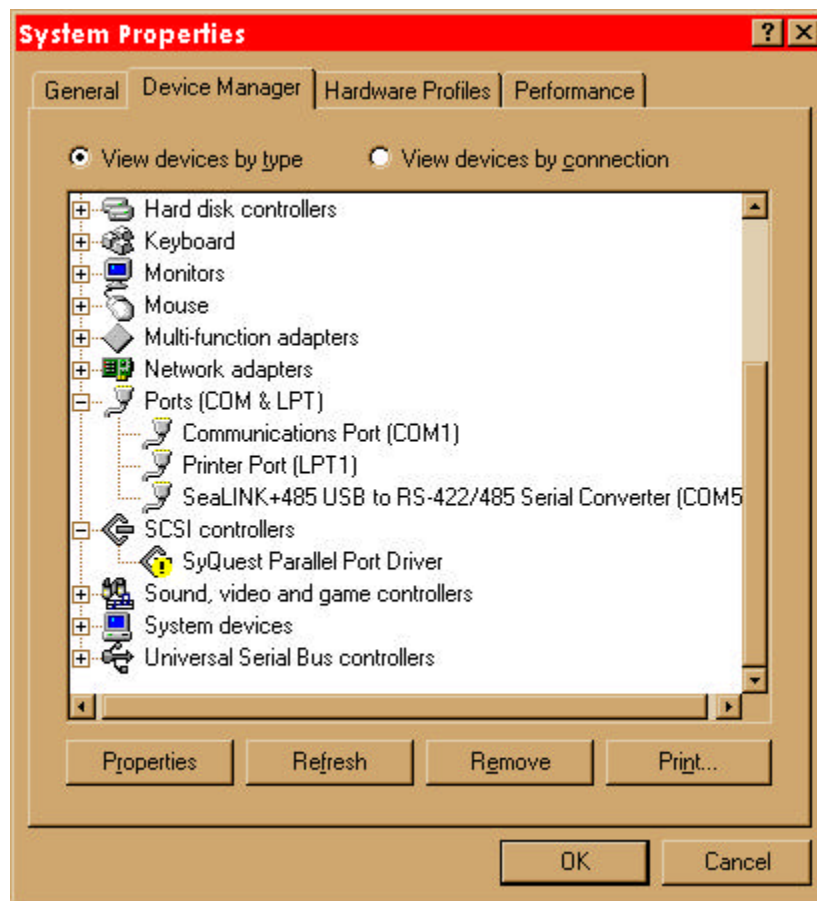 System Properties ? X
General Device Manager Hardware Profiles Performance
View devices by type View devices by connection
Hard disk controllers
Keyboard
Monitors
Mouse
Multi-function adapters
Network adapters
Ports (COM & LPT)
Communications Port (COM1)
Printer Port (LPT1)
SeaLINK+485 USB to RS-422/485 Serial Converter (COM5
SCSI controllers
SyQuest Parallel Port Driver
Sound, video and game controllers
System devices
Universal Serial Bus controllers
Properties Refresh Remove Print...
OK Cancel